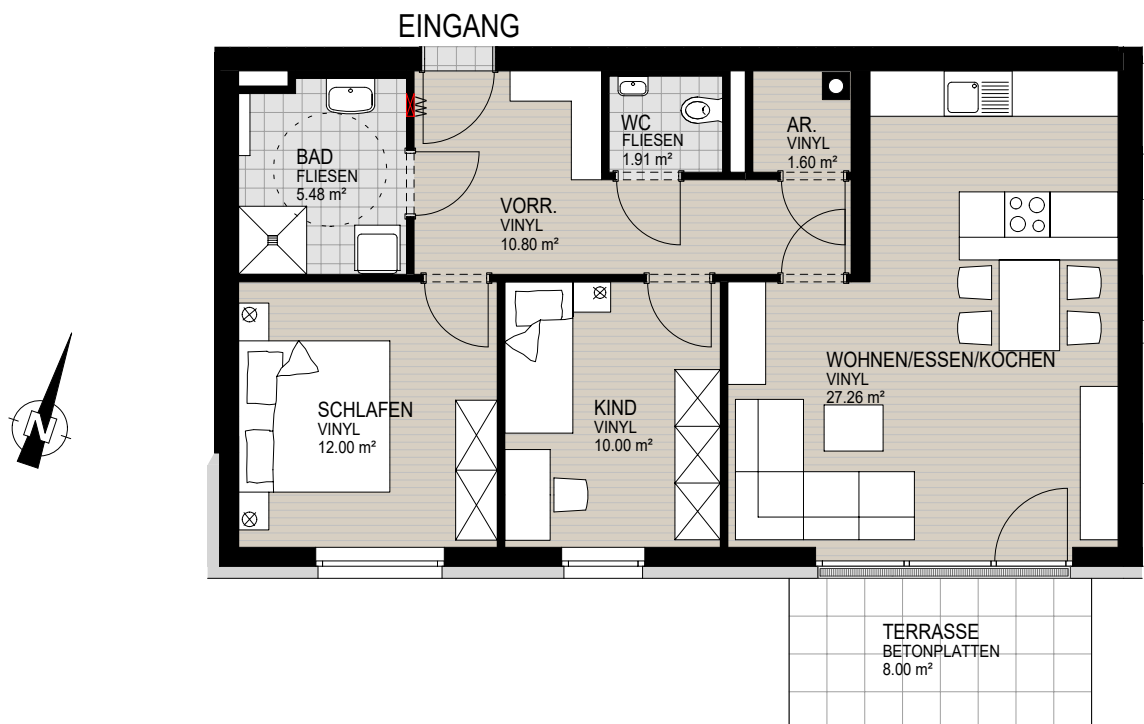 EINGANG
BAD
FLIESEN
5.48 m²
WC
FLIESEN
1.91 m²
AR.
VINYL
1.60 m²
VORR.
VINYL
10.80 m²
SCHLAFEN
VINYL
12.00 m²
KIND
VINYL
10.00 m²
WOHNEN/ESSEN/KOCHEN
VINYL
27.26 m²
N
TERRASSE
BETONPLATTEN
8.00 m²